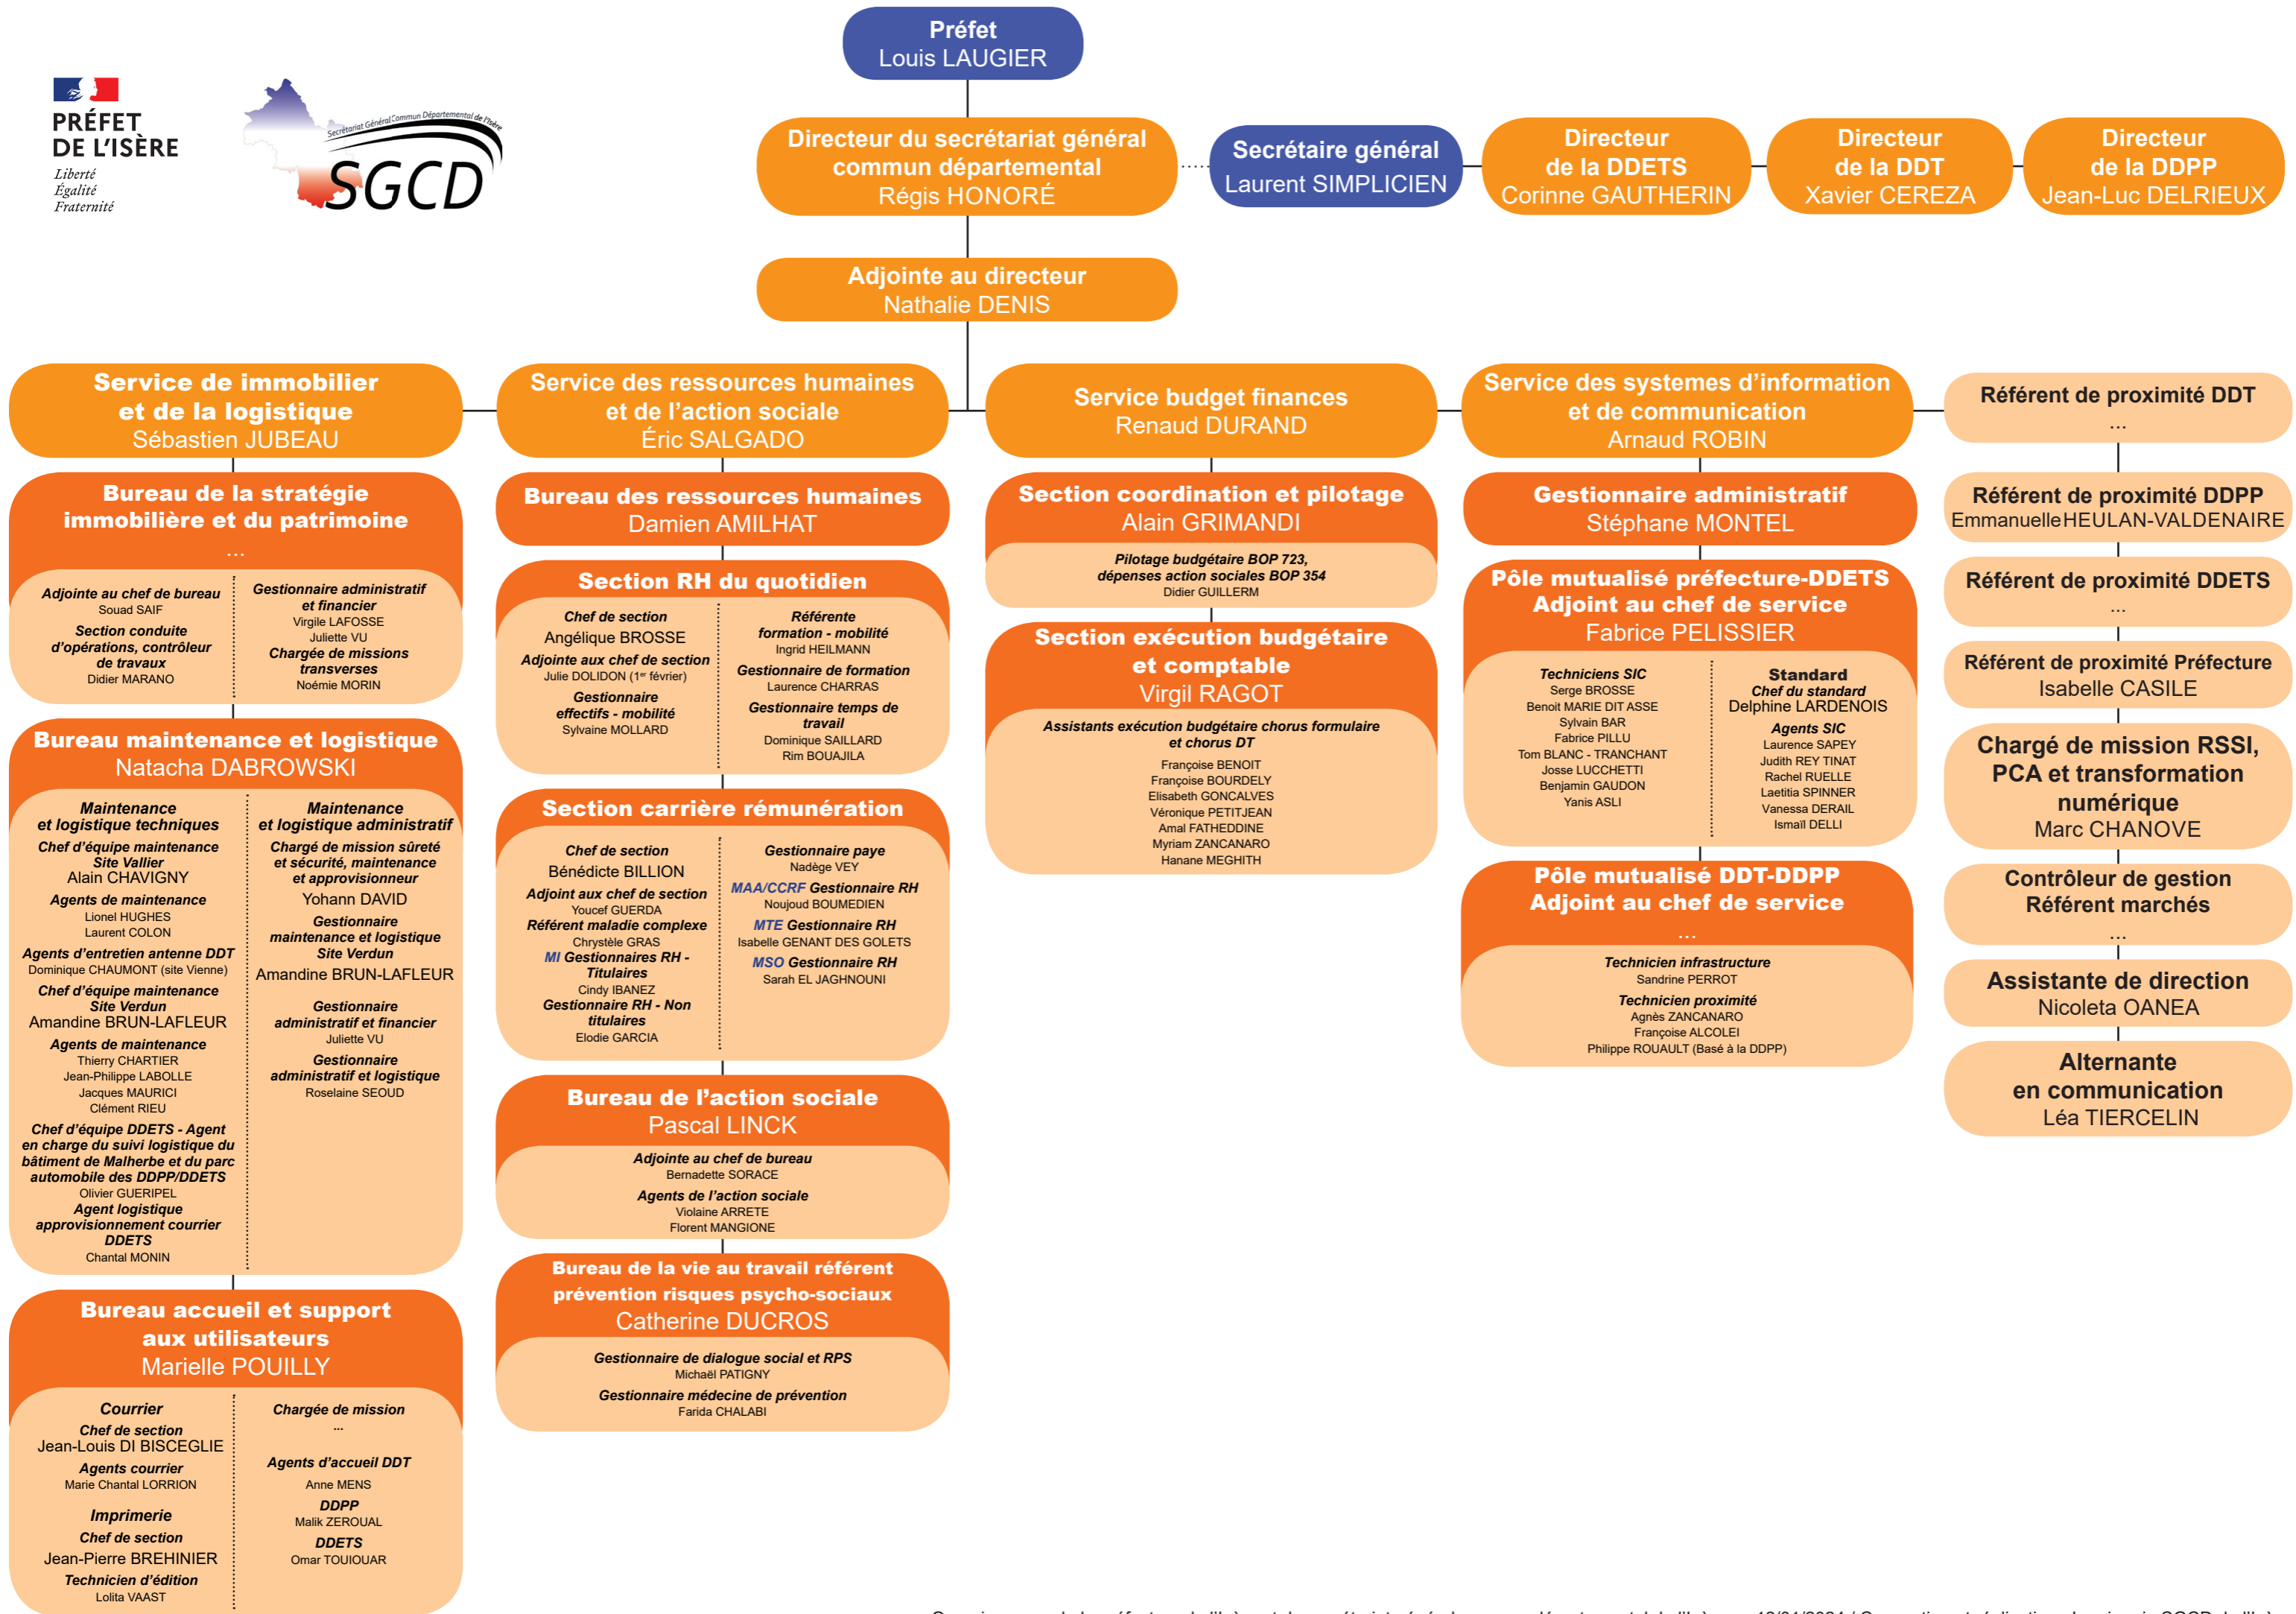 PRÉFET
DE L'ISÈRE
Liberté
Égalité
Fraternité
Secrétariat Général Commun Départemental de l'Isère
SGCD
Préfet
Louis LAUGIER
Directeur du secrétariat général
commun départemental
Régis HONORÉ
Secrétaire général
Laurent SIMPLICIEN
Directeur
de la DDETS
Corinne GAUTHERIN
Directeur
de la DDT
Xavier CEREZA
Directeur
de la DDPP
Jean-Luc DELRIEUX
Adjointe au directeur
Nathalie DENIS
Service de immobilier
et de la logistique
Sébastien JUBEAU
Bureau de la stratégie
immobilière et du patrimoine
...
Adjointe au chef de bureau
Souad SAIF
Section conduite
d'opérations, contrôleur
de travaux
Didier MARANO
Gestionnaire administratif
et financier
Virgile LAFOSSE
Juliette VU
Chargée de missions
transverses
Noémie MORIN
Bureau maintenance et logistique
Natacha DABROWSKI
Maintenance
et logistique techniques
Chef d'équipe maintenance
Site Vallier
Alain CHAVIGNY
Agents de maintenance
Lionel HUGHES
Laurent COLON
Agents d'entretien antenne DDT
Dominique CHAUMONT (site Vienne)
Chef d'équipe maintenance
Site Verdun
Amandine BRUN-LAFLEUR
Agents de maintenance
Thierry CHARTIER
Jean-Philippe LABOLLE
Jacques MAURICI
Clément RIEU
Chef d'équipe DDETS - Agent
en charge du suivi logistique du
bâtiment de Malherbe et du parc
automobile des DDPP/DDETS
Olivier GUERIPEL
Agent logistique
approvisionnement courrier
DDETS
Chantal MONIN
Maintenance
et logistique administratif
Chargé de mission sûreté
et sécurité, maintenance
et approvisionneur
Yohann DAVID
Gestionnaire
maintenance et logistique
Site Verdun
Amandine BRUN-LAFLEUR
Gestionnaire
administratif et financier
Juliette VU
Gestionnaire
administratif et logistique
Roselaine SEOUD
Bureau accueil et support
aux utilisateurs
Marielle POUILLY
Courrier
Chef de section
Jean-Louis DI BISCEGLIE
Agents courrier
Marie Chantal LORRION
Imprimerie
Chef de section
Jean-Pierre BREHINIER
Technicien d'édition
Lolita VAAST
Chargée de mission
...
Agents d'accueil DDT
Anne MENS
DDPP
Malik ZEROUAL
DDETS
Omar TOUIOUAR
Service des ressources humaines
et de l'action sociale
Éric SALGADO
Bureau des ressources humaines
Damien AMILHAT
Section RH du quotidien
Chef de section
Angélique BROSSE
Adjointe aux chef de section
Julie DOLIDON (1er février)
Gestionnaire
effectifs - mobilité
Sylvaine MOLLARD
Référente
formation - mobilité
Ingrid HEILMANN
Gestionnaire de formation
Laurence CHARRAS
Gestionnaire temps de
travail
Dominique SAILLARD
Rim BOUAJILA
Section carrière rémunération
Chef de section
Bénédicte BILLION
Adjoint aux chef de section
Youcef GUERDA
Référent maladie complexe
Chrystèle GRAS
MI Gestionnaires RH -
Titulaires
Cindy IBANEZ
Gestionnaire RH - Non
titulaires
Elodie GARCIA
Gestionnaire paye
Nadège VEY
MAA/CCRF Gestionnaire RH
Noujoud BOUMEDIEN
MTE Gestionnaire RH
Isabelle GENANT DES GOLETS
MSO Gestionnaire RH
Sarah EL JAGHNOUNI
Bureau de l'action sociale
Pascal LINCK
Adjointe au chef de bureau
Bernadette SORACE
Agents de l'action sociale
Violaine ARRETE
Florent MANGIONE
Bureau de la vie au travail référent
prévention risques psycho-sociaux
Catherine DUCROS
Gestionnaire de dialogue social et RPS
Michaël PATIGNY
Gestionnaire médecine de prévention
Farida CHALABI
Service budget finances
Renaud DURAND
Section coordination et pilotage
Alain GRIMANDI
Pilotage budgétaire BOP 723,
dépenses action sociales BOP 354
Didier GUILLERM
Section exécution budgétaire
et comptable
Virgil RAGOT
Assistants exécution budgétaire chorus formulaire
et chorus DT
Françoise BENOIT
Françoise BOURDELY
Elisabeth GONCALVES
Véronique PETITJEAN
Amal FATHEDDINE
Myriam ZANCANARO
Hanane MEGHITH
Service des systemes d'information
et de communication
Arnaud ROBIN
Gestionnaire administratif
Stéphane MONTEL
Pôle mutualisé préfecture-DDETS
Adjoint au chef de service
Fabrice PELISSIER
Techniciens SIC
Serge BROSSE
Benoit MARIE DIT ASSE
Sylvain BAR
Fabrice PILLU
Tom BLANC - TRANCHANT
Josse LUCCHETTI
Benjamin GAUDON
Yanis ASLI
Standard
Chef du standard
Delphine LARDENOIS
Agents SIC
Laurence SAPEY
Judith REY TINAT
Rachel RUELLE
Laetitia SPINNER
Vanessa DERAIL
Ismaïl DELLI
Pôle mutualisé DDT-DDPP
Adjoint au chef de service
...
Technicien infrastructure
Sandrine PERROT
Technicien proximité
Agnès ZANCANARO
Françoise ALCOLEI
Philippe ROUAULT (Basé à la DDPP)
Référent de proximité DDT
...
Référent de proximité DDPP
Emmanuelle HEULAN-VALDENAIRE
Référent de proximité DDETS
...
Référent de proximité Préfecture
Isabelle CASILE
Chargé de mission RSSI,
PCA et transformation
numérique
Marc CHANOVE
Contrôleur de gestion
Référent marchés
...
Assistante de direction
Nicoleta OANEA
Alternante
en communication
Léa TIERCELIN